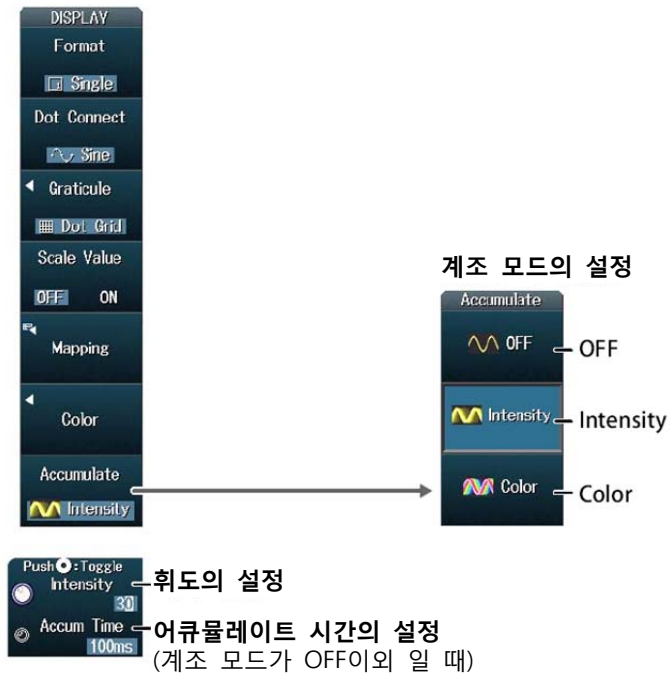 DISPLAY
Format
Single
Dot Connect
Sine
Graticule
Dot Grid
Scale Value
OFF ON
Mapping
Color
Accumulate
Intensity
계조 모드의 설정
Accumulate
OFF
OFF
Intensity
Intensity
Color
Color
Push :Toggle
Intensity
30
휘도의 설정
Accum Time
100ms
어큐뮬레이트 시간의 설정
(계조 모드가 OFF이외 일 때)